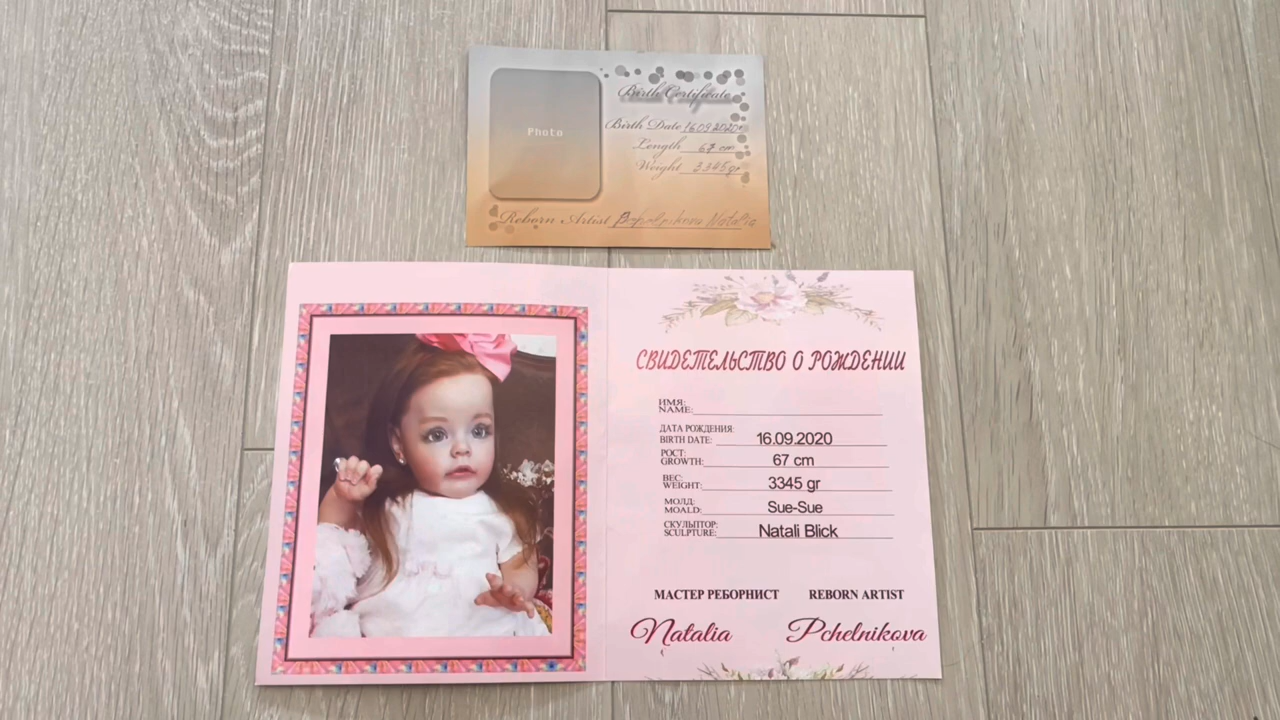 Birth Certificate
Photo
Birth Date 16.09.2020
Length 67 cm
Weight 3345gr
Reborn Artist Natalia
СВИДЕТЕЛЬСТВО О РОЖДЕНИИ
ИМЯ:
NAME:
ДАТА РОЖДЕНИЯ:
BIRTH DATE: 16.09.2020
РОСТ:
GROWTH: 67 cm
ВЕС:
WEIGHT: 3345 gr
МОЛД:
MOALD: Sue-Sue
СКУЛЬПТОР:
SCULPTURE: Natali Blick
МАСТЕР РЕБОРНИСТ REBORN ARTIST
Natalia Pchelnikova